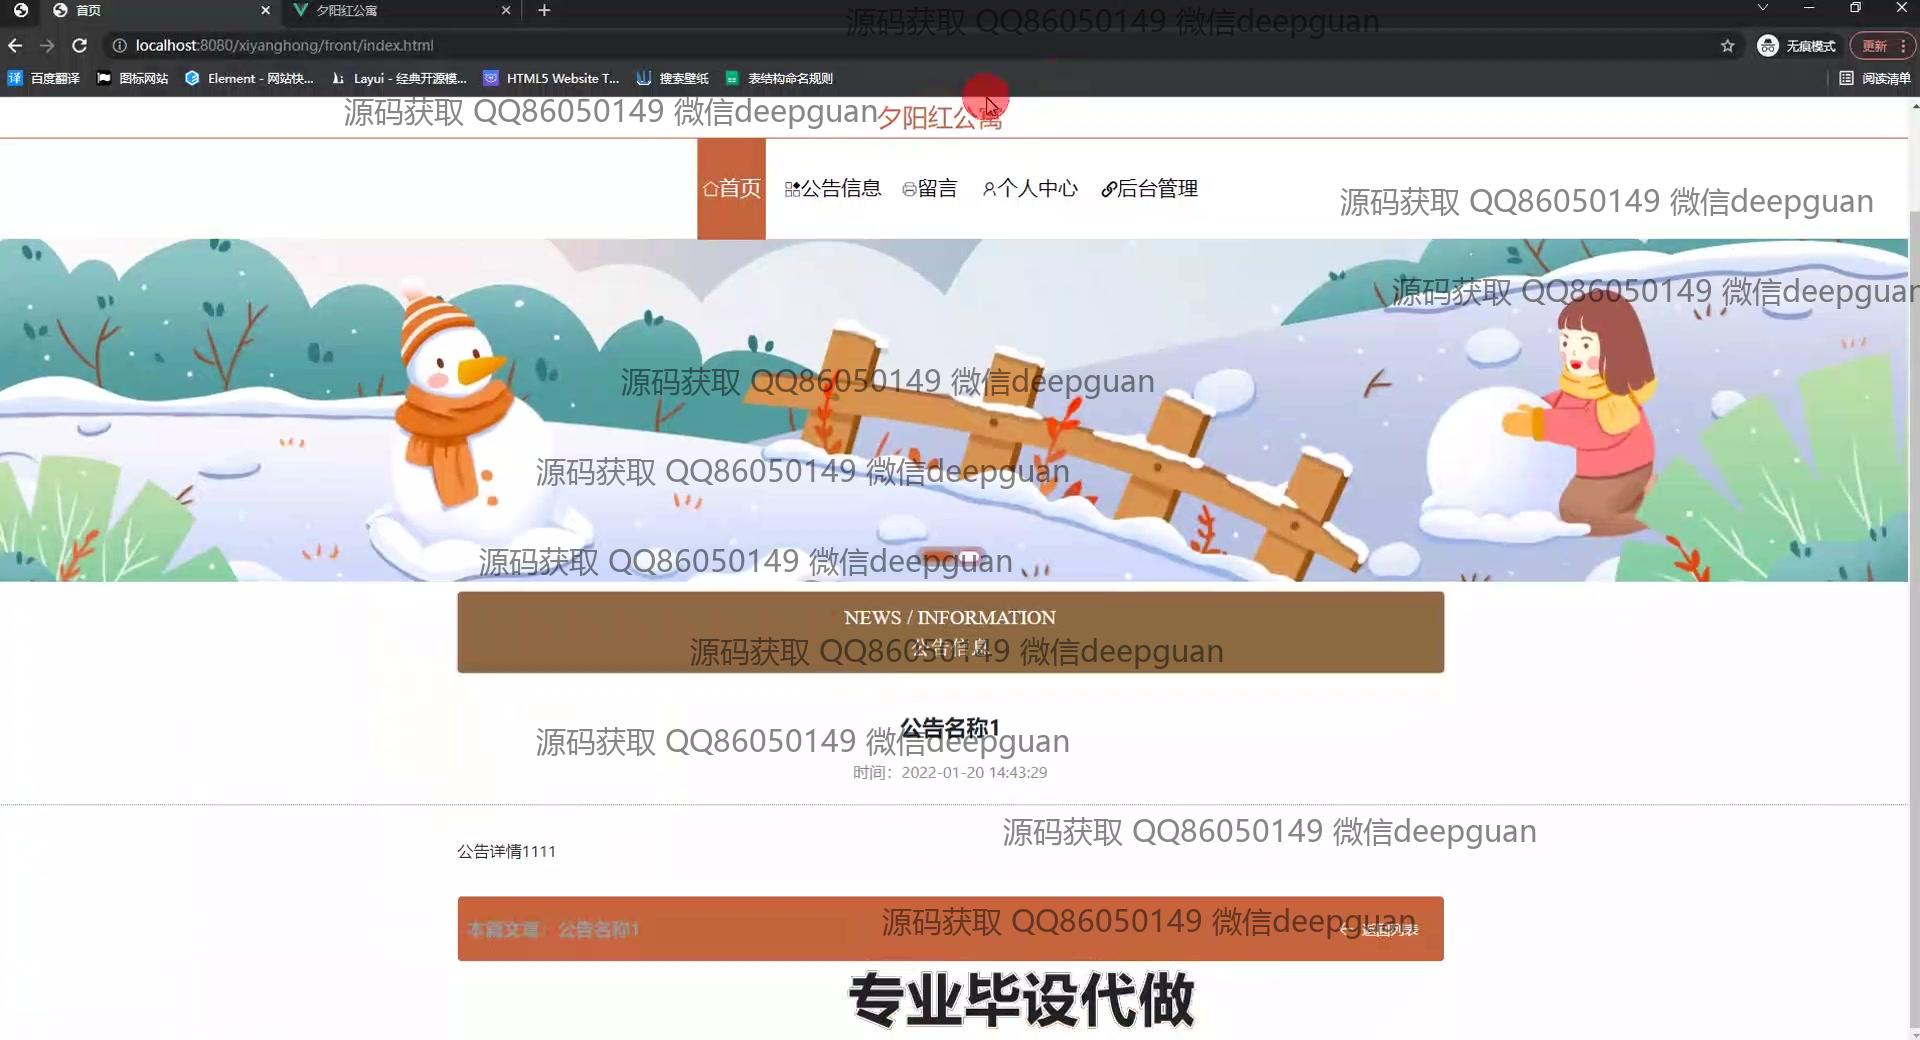 首页
夕阳红公寓
源码获取 QQ86050149 微信deepguan
localhost:8080/xiyanghong/front/index.html
无痕模式
更新
百度翻译
图标网站
Element - 网站快...
Layui - 经典开源模...
HTML5 Website T...
搜索壁纸
表结构命名规则
阅读清单
源码获取 QQ86050149 微信deepguan
夕阳红公寓
首页
公告信息
留言
个人中心
后台管理
源码获取 QQ86050149 微信deepguan
源码获取 QQ86050149 微信deepguan
源码获取 QQ86050149 微信deepguan
源码获取 QQ86050149 微信deepguan
源码获取 QQ86050149 微信deepguan
NEWS / INFORMATION
公告信息
源码获取 QQ86050149 微信deepguan
公告名称1
源码获取 QQ86050149 微信deepguan
时间：2022-01-20 14:43:29
源码获取 QQ86050149 微信deepguan
公告详情1111
本篇文章：公告名称1
源码获取 QQ86050149 微信deepguan
返回列表
专业毕设代做